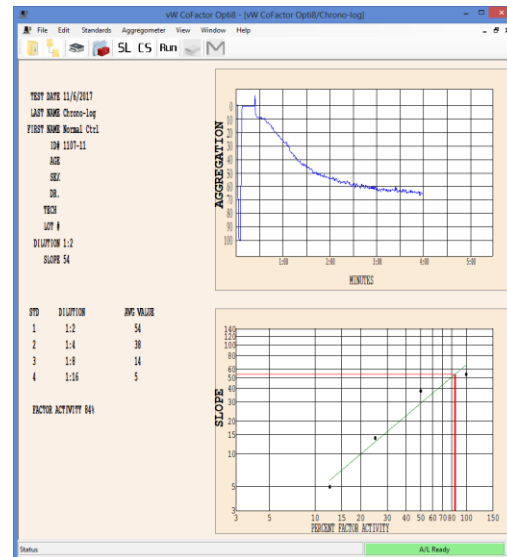 vW CoFactor Opti8 - [vW CoFactor Opti8/Chrono-log]
File Edit Standards Aggregometer View Window Help
SL CS Run M
TEST DATE 11/6/2017
LAST NAME Chrono-log
FIRST NAME Normal Ctrl
ID# 1107-11
AGE
SEX
DR.
TECH
LOT #
DILUTION 1:2
SLOPE 54
AGGREGATION
0
10
20
30
40
50
60
70
80
90
100
1:00 2:00 3:00 4:00 5:00
MINUTES
STD DILUTION AVG VALUE
1 1:2 54
2 1:4 38
3 1:8 14
4 1:16 5
FACTOR ACTIVITY 84%
SLOPE
140
120
100
80
60
50
40
30
20
15
10
5
3
3 5 10 15 20 30 40 50 60 70 80 100 150
PERCENT FACTOR ACTIVITY
Status A/L Ready